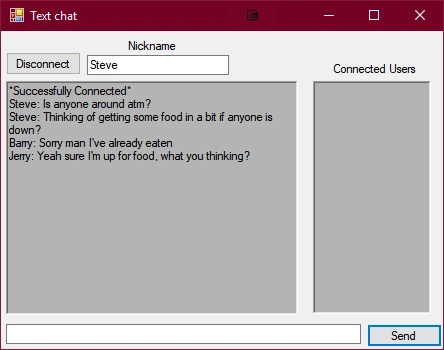 Text chat
Nickname
Disconnect
Steve
Connected Users
*Successfully Connected*
Steve: Is anyone around atm?
Steve: Thinking of getting some food in a bit if anyone is
down?
Barry: Sorry man I've already eaten
Jerry: Yeah sure I'm up for food, what you thinking?
Send